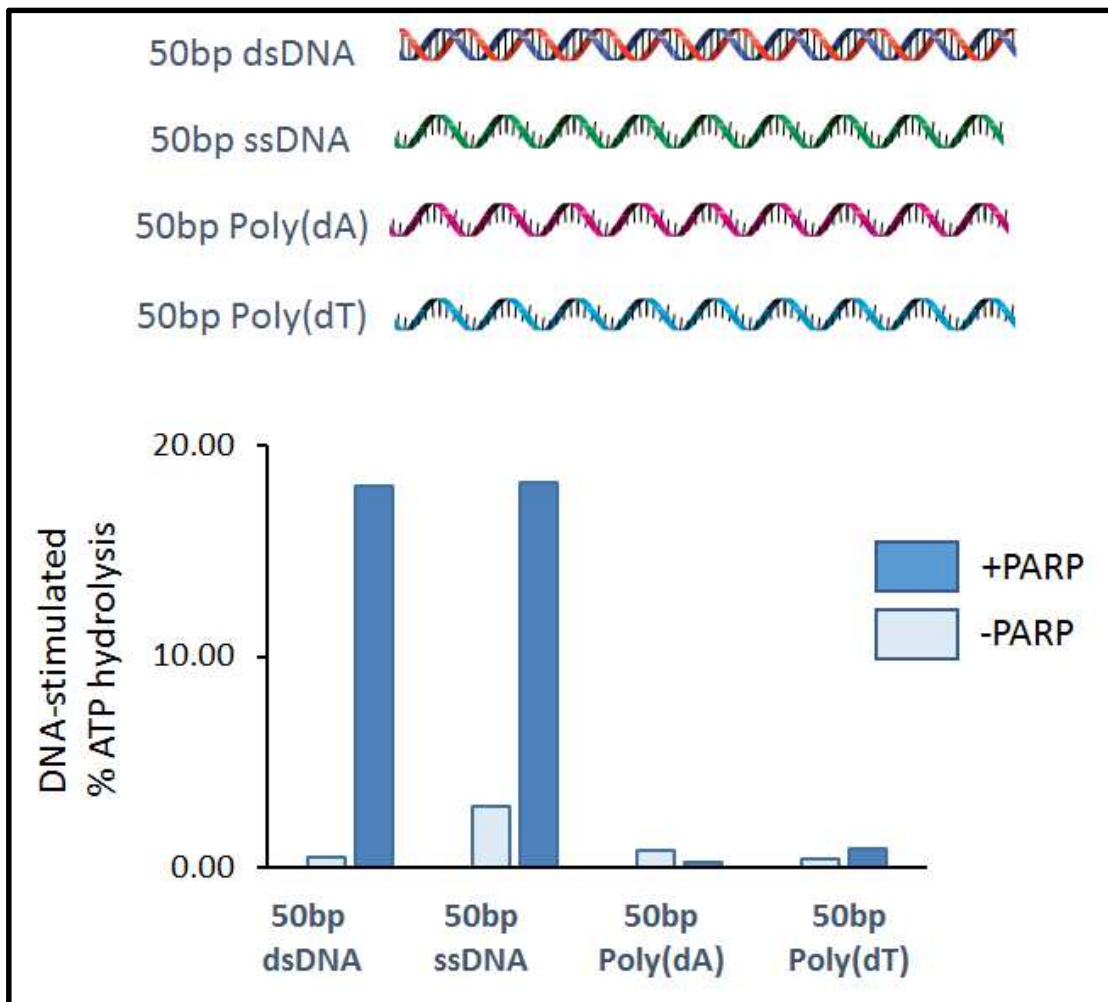 50bp dsDNA
50bp ssDNA
50bp Poly(dA)
50bp Poly(dT)
DNA-stimulated
% ATP hydrolysis
20.00
10.00
0.00
+PARP
-PARP
50bp
dsDNA
50bp
ssDNA
50bp
Poly(dA)
50bp
Poly(dT)